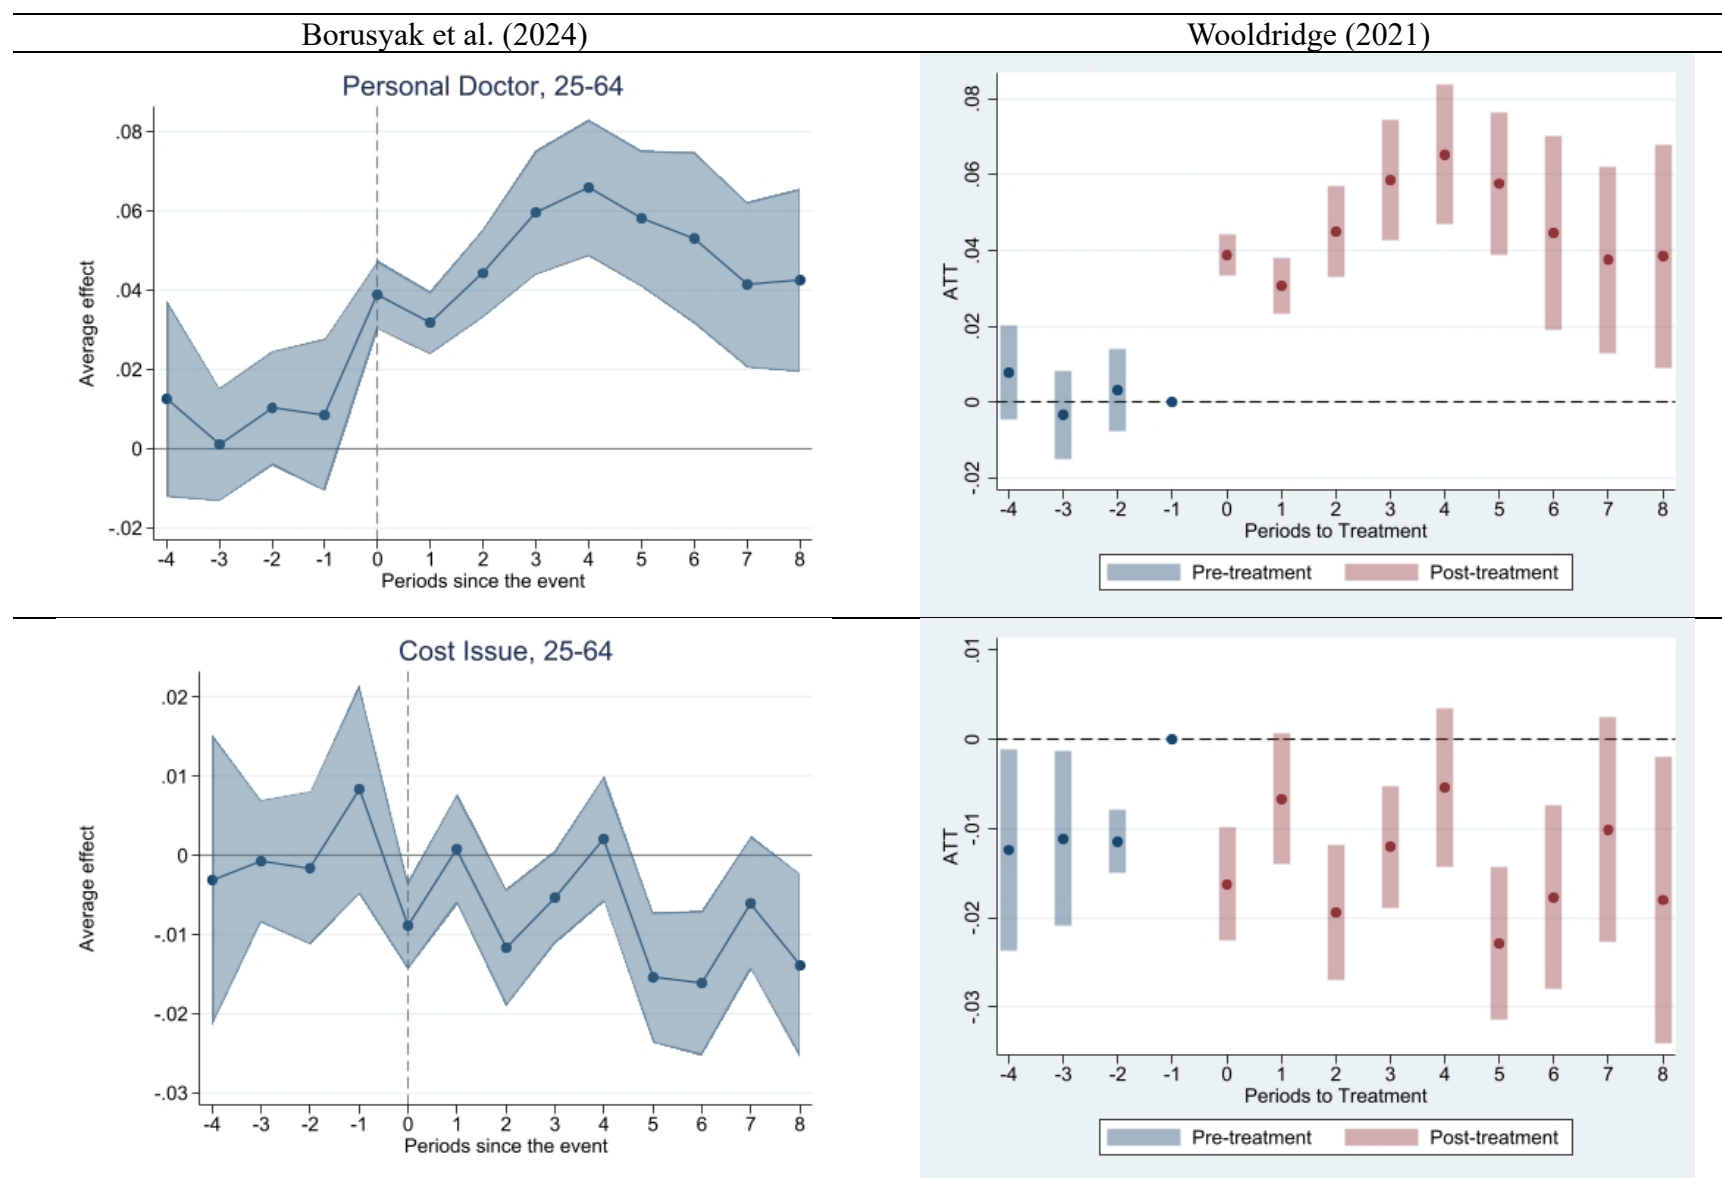 Borusyak et al. (2024)
Wooldridge (2021)
Personal Doctor, 25-64
Average effect
.08
.06
.04
.02
0
-.02
-4 -3 -2 -1 0 1 2 3 4 5 6 7 8
Periods since the event
ATT
.08
.06
.04
.02
0
-.02
-4 -3 -2 -1 0 1 2 3 4 5 6 7 8
Periods to Treatment
Pre-treatment Post-treatment
Cost Issue, 25-64
Average effect
.02
.01
0
-.01
-.02
-.03
-4 -3 -2 -1 0 1 2 3 4 5 6 7 8
Periods since the event
ATT
.01
0
-.01
-.02
-.03
-4 -3 -2 -1 0 1 2 3 4 5 6 7 8
Periods to Treatment
Pre-treatment Post-treatment